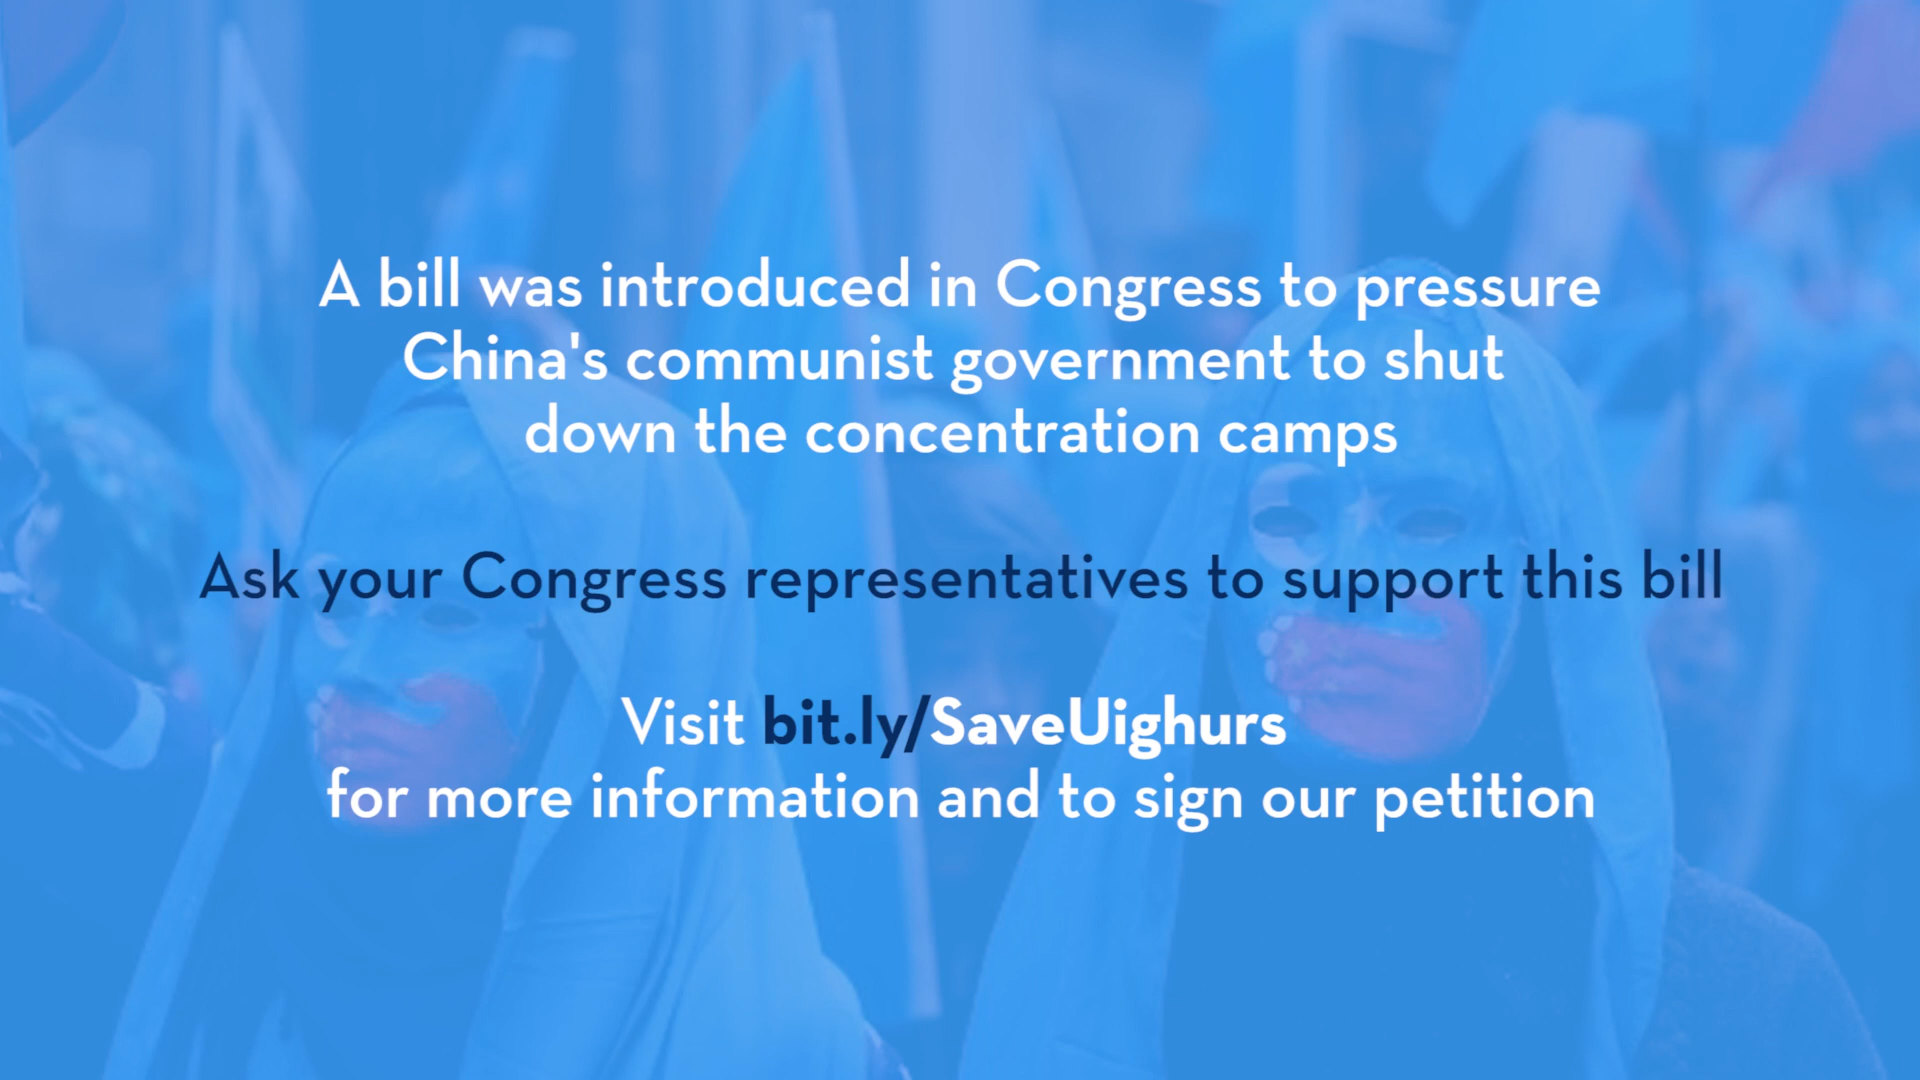 A bill was introduced in Congress to pressure
China's communist government to shut
down the concentration camps
Ask your Congress representatives to support this bill
Visit bit.ly/SaveUighurs
for more information and to sign our petition